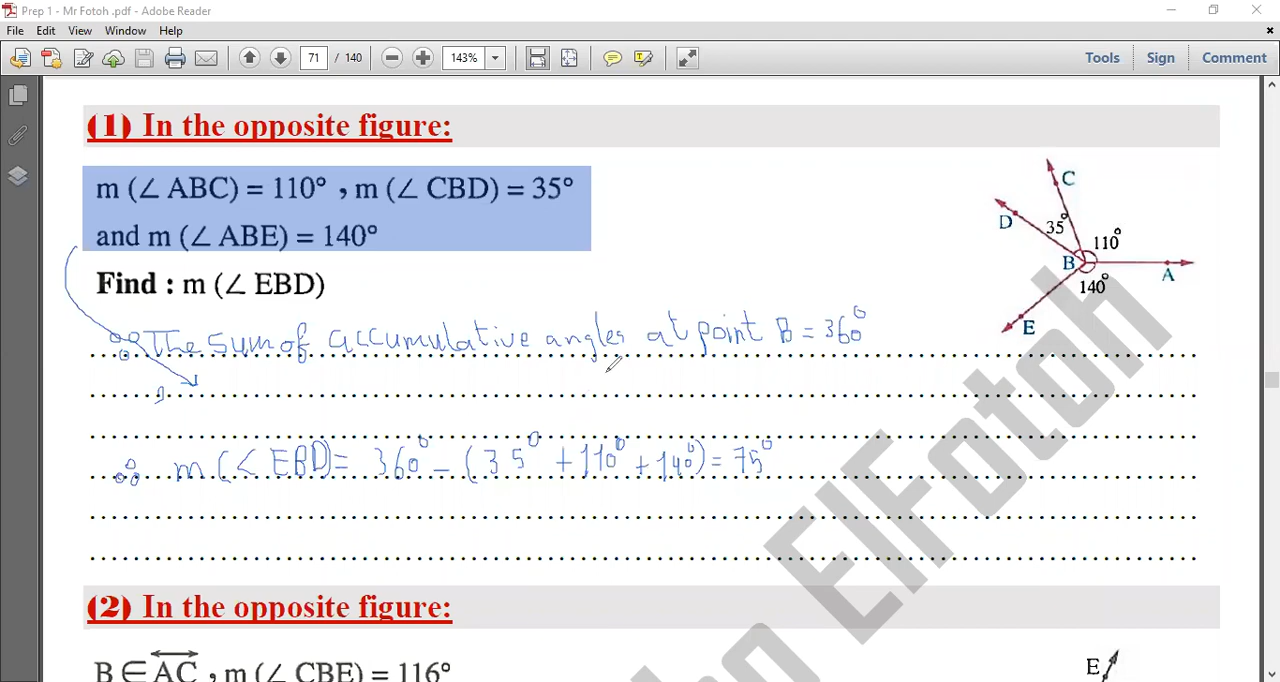 Prep 1 - Mr Fotoh .pdf - Adobe Reader
File Edit View Window Help
71 / 140 143% Tools Sign Comment
(1) In the opposite figure:
m (∠ ABC) = 110° , m (∠ CBD) = 35°
and m (∠ ABE) = 140°
Find : m (∠ EBD)
C
D
35°
110°
B
A
140°
E
∵ The sum of accumulative angles at point B = 360°
,
∴ m (∠ EBD) = 360° - (35° + 110° + 140°) = 75°
ElFotoh
(2) In the opposite figure:
B ∈ AC , m (∠ CBE) = 116°
E